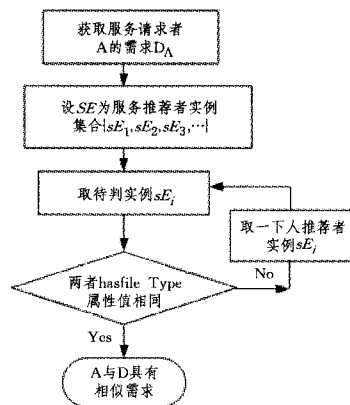 获取服务请求者
A的需求D_A
设SE为服务推荐者实例
集合{sE₁,sE₂,sE₃,…}
取待判实例sEᵢ
取一下人推荐者
实例sEᵢ
两者hasfile Type
属性值相同
No
Yes
A与D具有
相似需求